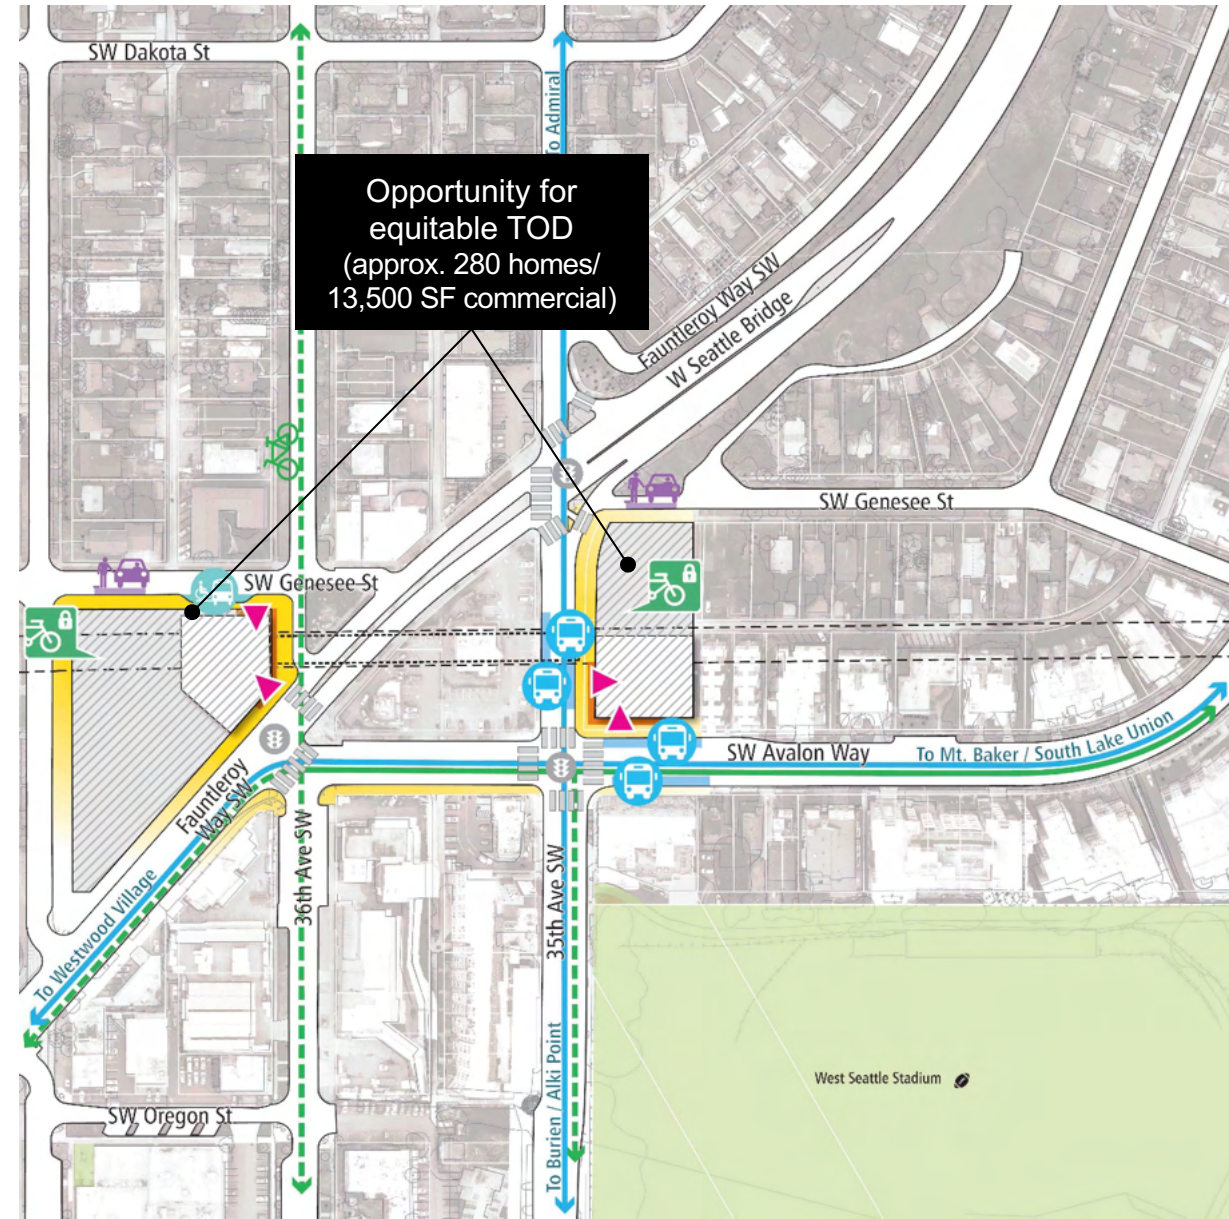 SW Dakota St
To Admiral
Opportunity for
equitable TOD
(approx. 280 homes/
13,500 SF commercial)
Fauntleroy Way SW
W Seattle Bridge
SW Genesee St
SW Genesee St
SW Avalon Way
To Mt. Baker / South Lake Union
Fauntleroy
Way SW
36th Ave SW
35th Ave SW
To Westwood Village
To Burien / Alki Point
West Seattle Stadium
SW Oregon St.